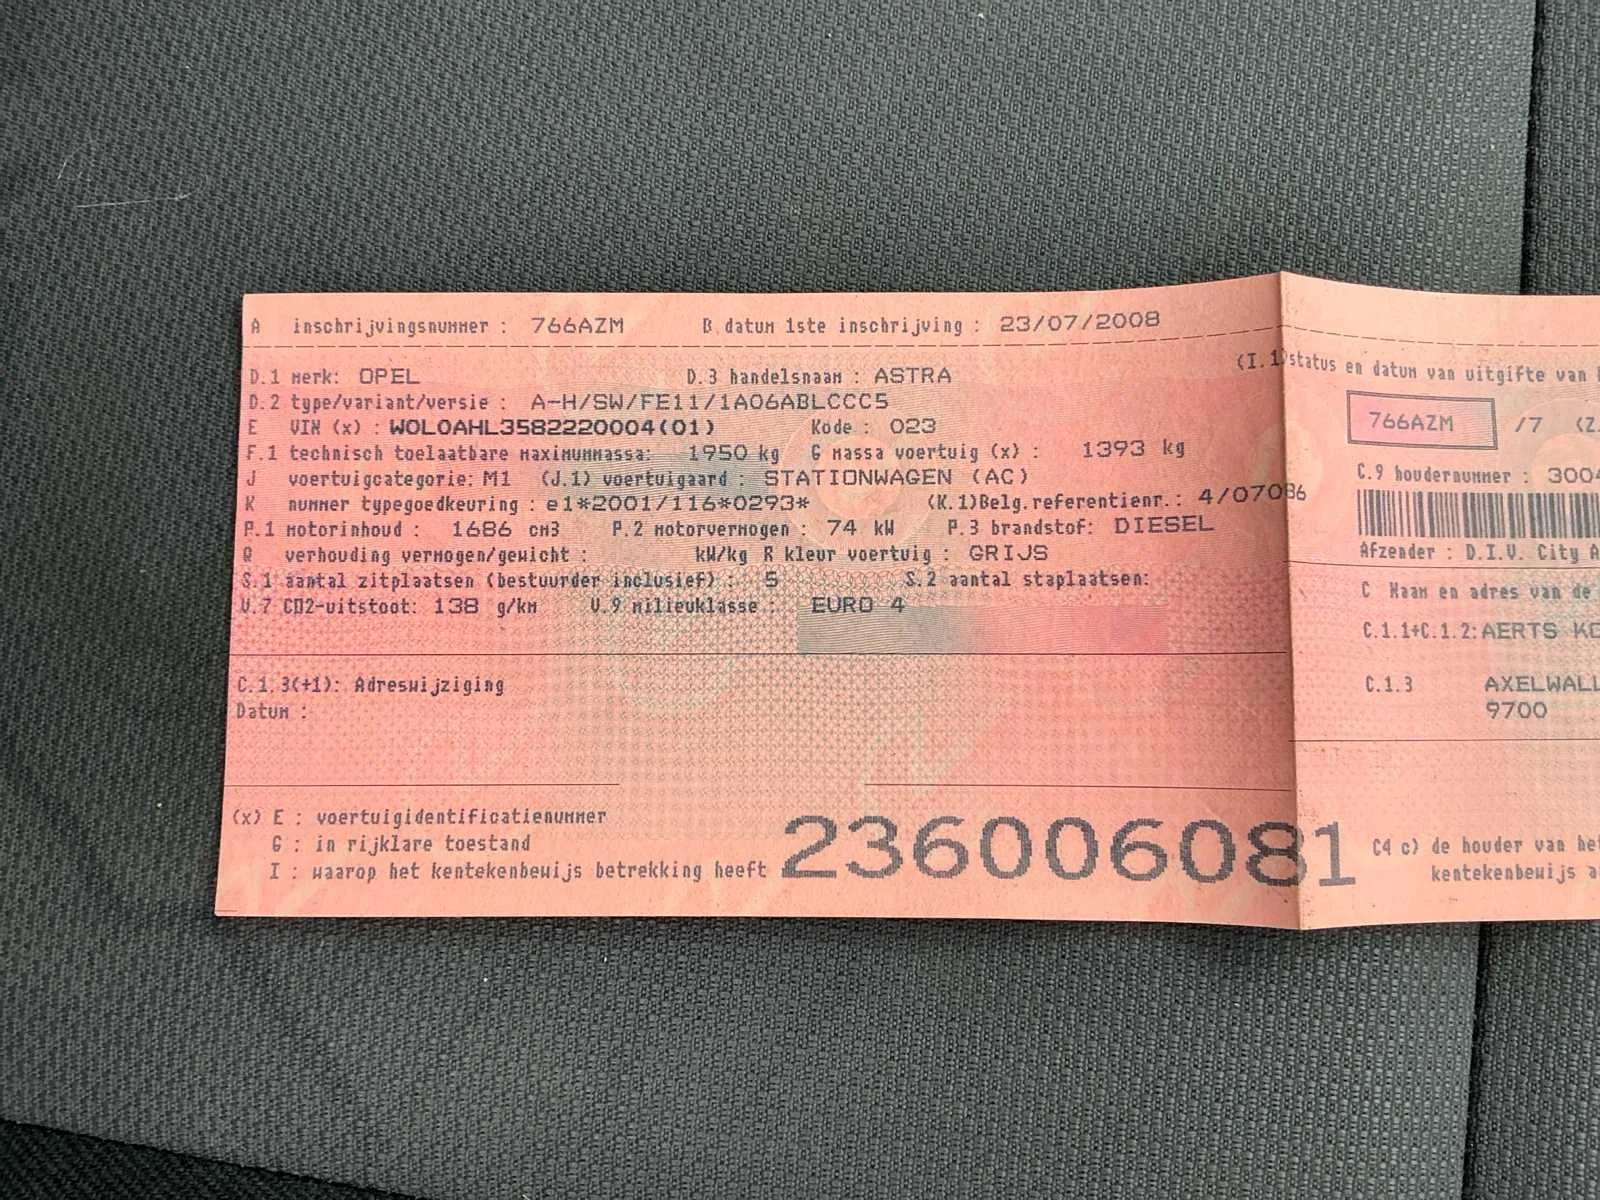 A inschrijvingsnummer : 766AZM B datum 1ste inschrijving : 23/07/2008
D.1 merk: OPEL D.3 handelsnaam : ASTRA
D.2 type/variant/versie : A-H/SW/FE11/1A06ABLCCC5
E VIN (x) : W0L0AHL3582220004(01) Kode : 023
F.1 technisch toelaatbare maximummassa: 1950 kg G massa voertuig (x) : 1393 kg
J voertuigcategorie: M1 (J.1) voertuigaard : STATIONWAGEN (AC)
K nummer typegoedkeuring : e1*2001/116*0293* (K.1)Belg.referentienr.: 4/07086
P.1 motorinhoud : 1686 cm3 P.2 motorvermogen : 74 kW P.3 brandstof: DIESEL
Q verhouding vermogen/gewicht : kW/kg R kleur voertuig : GRIJS
S.1 aantal zitplaatsen (bestuurder inclusief) : 5 S.2 aantal staplaatsen:
V.7 CO2-uitstoot: 138 g/km V.9 milieuklasse : EURO 4
C.1.3(+1): Adreswijziging
Datum :
(x) E : voertuigidentificatienummer
G : in rijklare toestand
I : waarop het kentekenbewijs betrekking heeft
236006081
(I.1)status en datum van uitgifte van
766AZM /7 (Z.
C.9 houdernummer : 3004
Afzender : D.I.V. City A
C Naam en adres van de
C.1.1+C.1.2: AERTS KO
C.1.3 AXELWALL
9700
C4 c) de houder van het
kentekenbewijs a